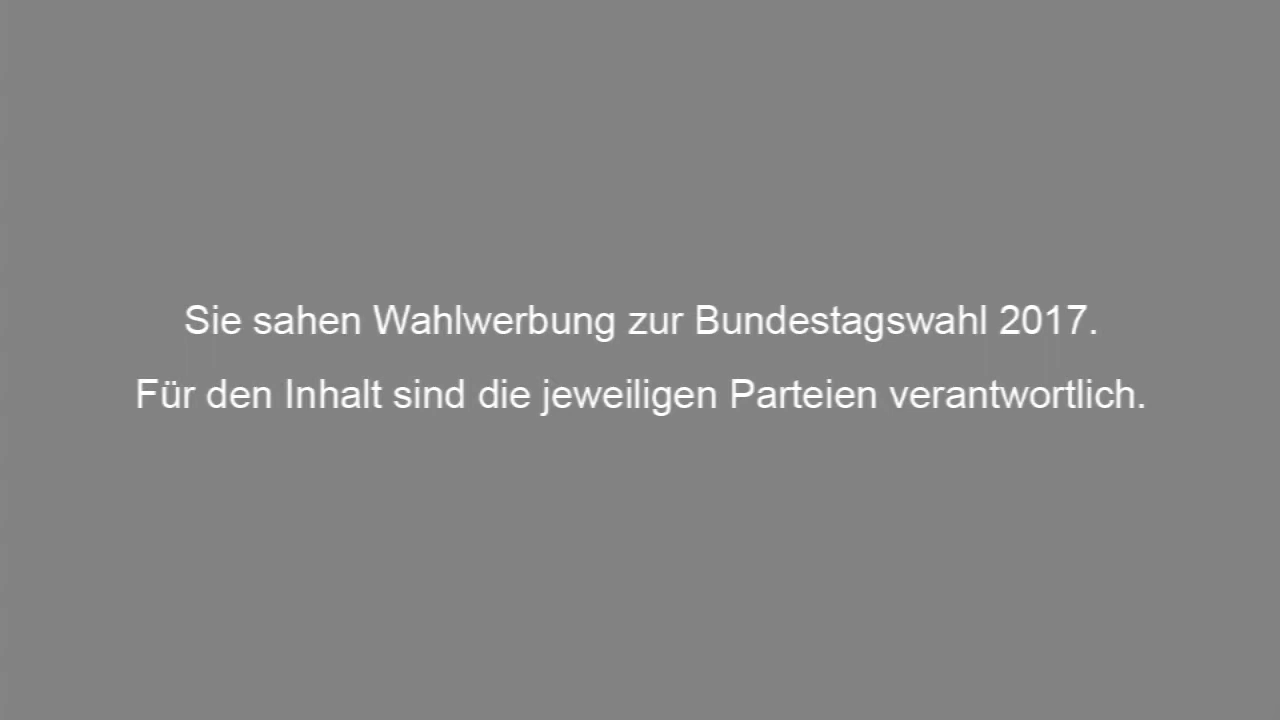 Sie sahen Wahlwerbung zur Bundestagswahl 2017.
Für den Inhalt sind die jeweiligen Parteien verantwortlich.